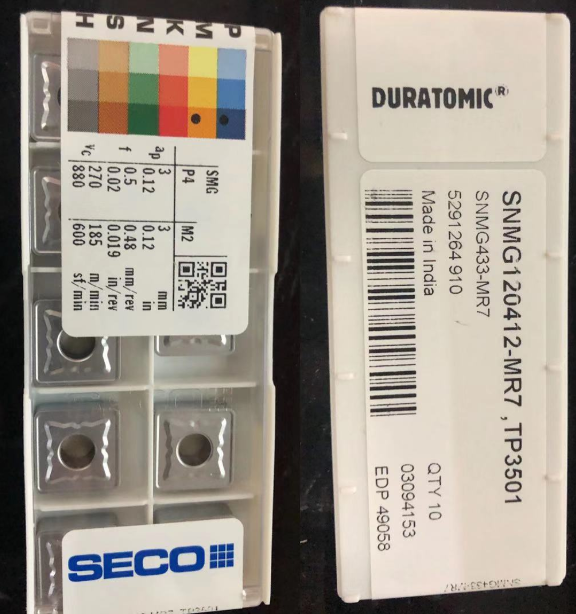 P M K N S H
SMG
P4 M2
ap 3 3 mm
0.12 0.12 in
f 0.5 0.48 mm/rev
0.02 0.019 in/rev
vc 270 185 m/min
880 600 sf/min
SECO
DURATOMIC®
SNMG120412-MR7 ,TP3501
SNMG433-MR7
5291264 910
Made in India
QTY 10
03094153
EDP 49058
SNMG433-MR7